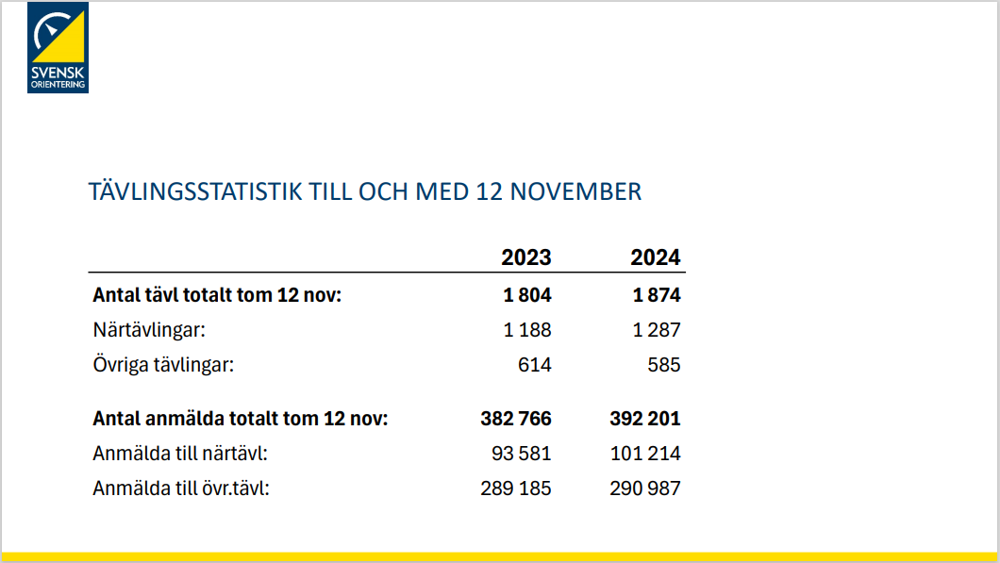 SVENSK
ORIENTERING
TÄVLINGSSTATISTIK TILL OCH MED 12 NOVEMBER
2023 2024
Antal tävl totalt tom 12 nov: 1 804 1 874
Närtävlingar: 1 188 1 287
Övriga tävlingar: 614 585
Antal anmälda totalt tom 12 nov: 382 766 392 201
Anmälda till närtävl: 93 581 101 214
Anmälda till övr.tävl: 289 185 290 987